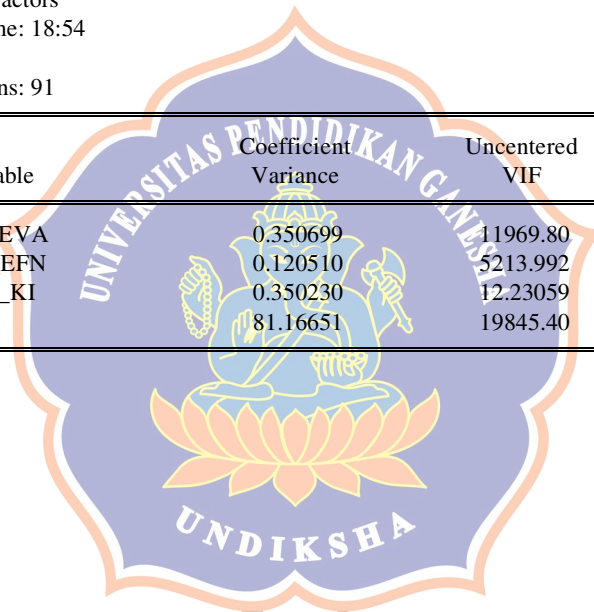 actors
ne: 18:54
ns: 91
Coefficient Uncentered
able Variance VIF
EVA 0.350699 11969.80
EFN 0.120510 5213.992
_KI 0.350230 12.23059
81.16651 19845.40
UNIVERSITAS PENDIDIKAN GANESHA
UNDIKSHA